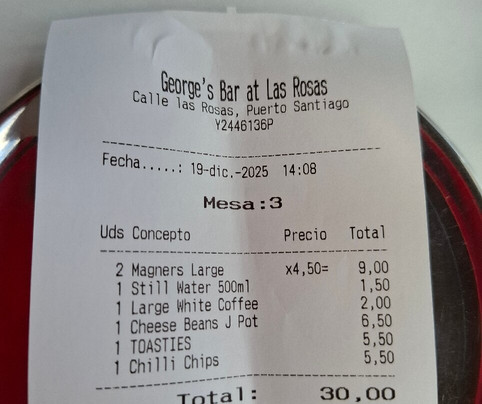 George's Bar at Las Rosas
Calle las Rosas, Puerto Santiago
Y2446136P
Fecha.....: 19-dic.-2025 14:08
Mesa:3
Uds Concepto Precio Total
2 Magners Large x4,50= 9,00
1 Still Water 500ml 1,50
1 Large White Coffee 2,00
1 Cheese Beans J Pot 6,50
1 TOASTIES 5,50
1 Chilli Chips 5,50
Total: 30,00